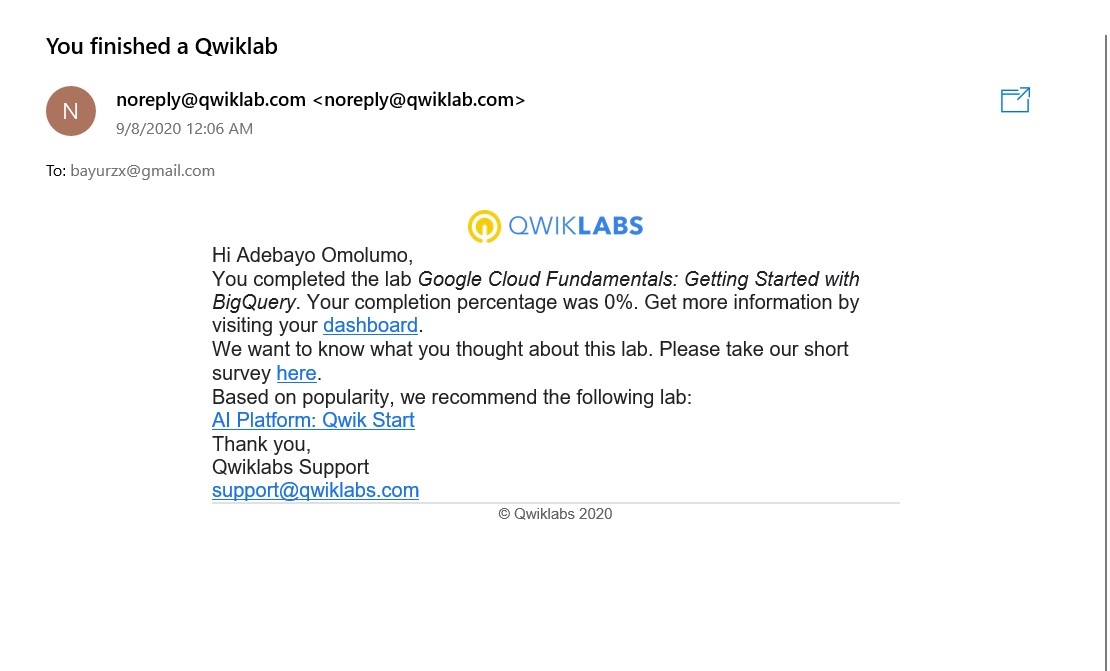 You finished a Qwiklab
N
noreply@qwiklab.com <noreply@qwiklab.com>
9/8/2020 12:06 AM
To: bayurzx@gmail.com
QWIKLABS
Hi Adebayo Omolumo,
You completed the lab Google Cloud Fundamentals: Getting Started with
BigQuery. Your completion percentage was 0%. Get more information by
visiting your dashboard.
We want to know what you thought about this lab. Please take our short
survey here.
Based on popularity, we recommend the following lab:
AI Platform: Qwik Start
Thank you,
Qwiklabs Support
support@qwiklabs.com
© Qwiklabs 2020